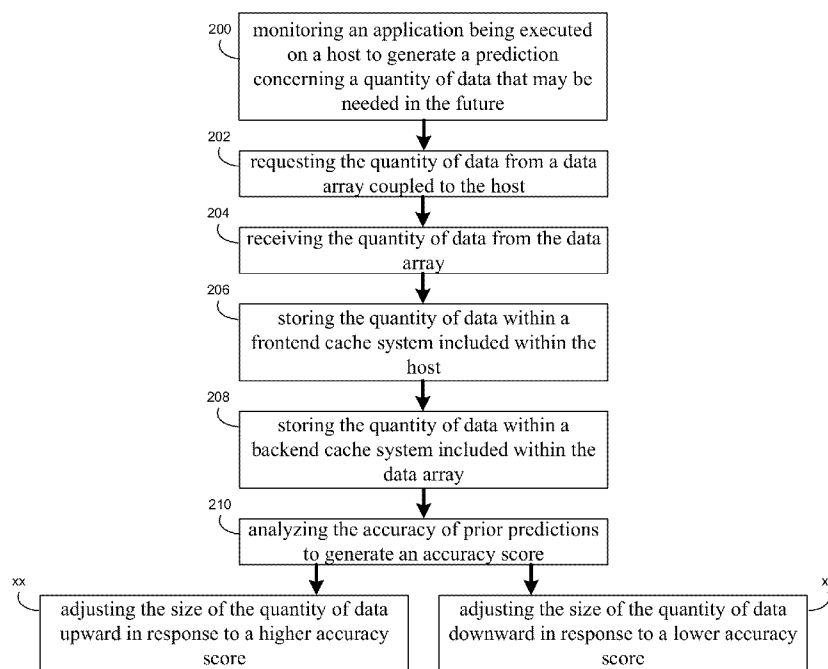 200
monitoring an application being executed
on a host to generate a prediction
concerning a quantity of data that may be
needed in the future
202
requesting the quantity of data from a data
array coupled to the host
204
receiving the quantity of data from the data
array
206
storing the quantity of data within a
frontend cache system included within the
host
208
storing the quantity of data within a
backend cache system included within the
data array
210
analyzing the accuracy of prior predictions
to generate an accuracy score
xx
adjusting the size of the quantity of data
upward in response to a higher accuracy
score
x
adjusting the size of the quantity of data
downward in response to a lower accuracy
score